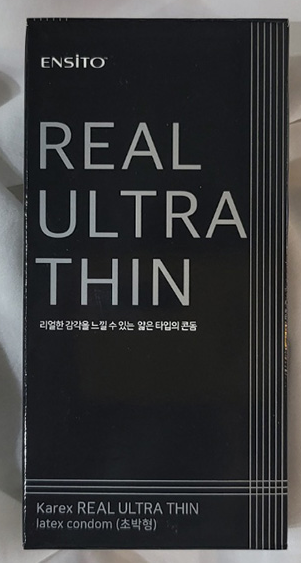 ENSiTO
REAL
ULTRA
THIN
리얼한 감각을 느낄 수 있는 얇은 타입의 콘돔
Karex REAL ULTRA THIN
latex condom (초박형)